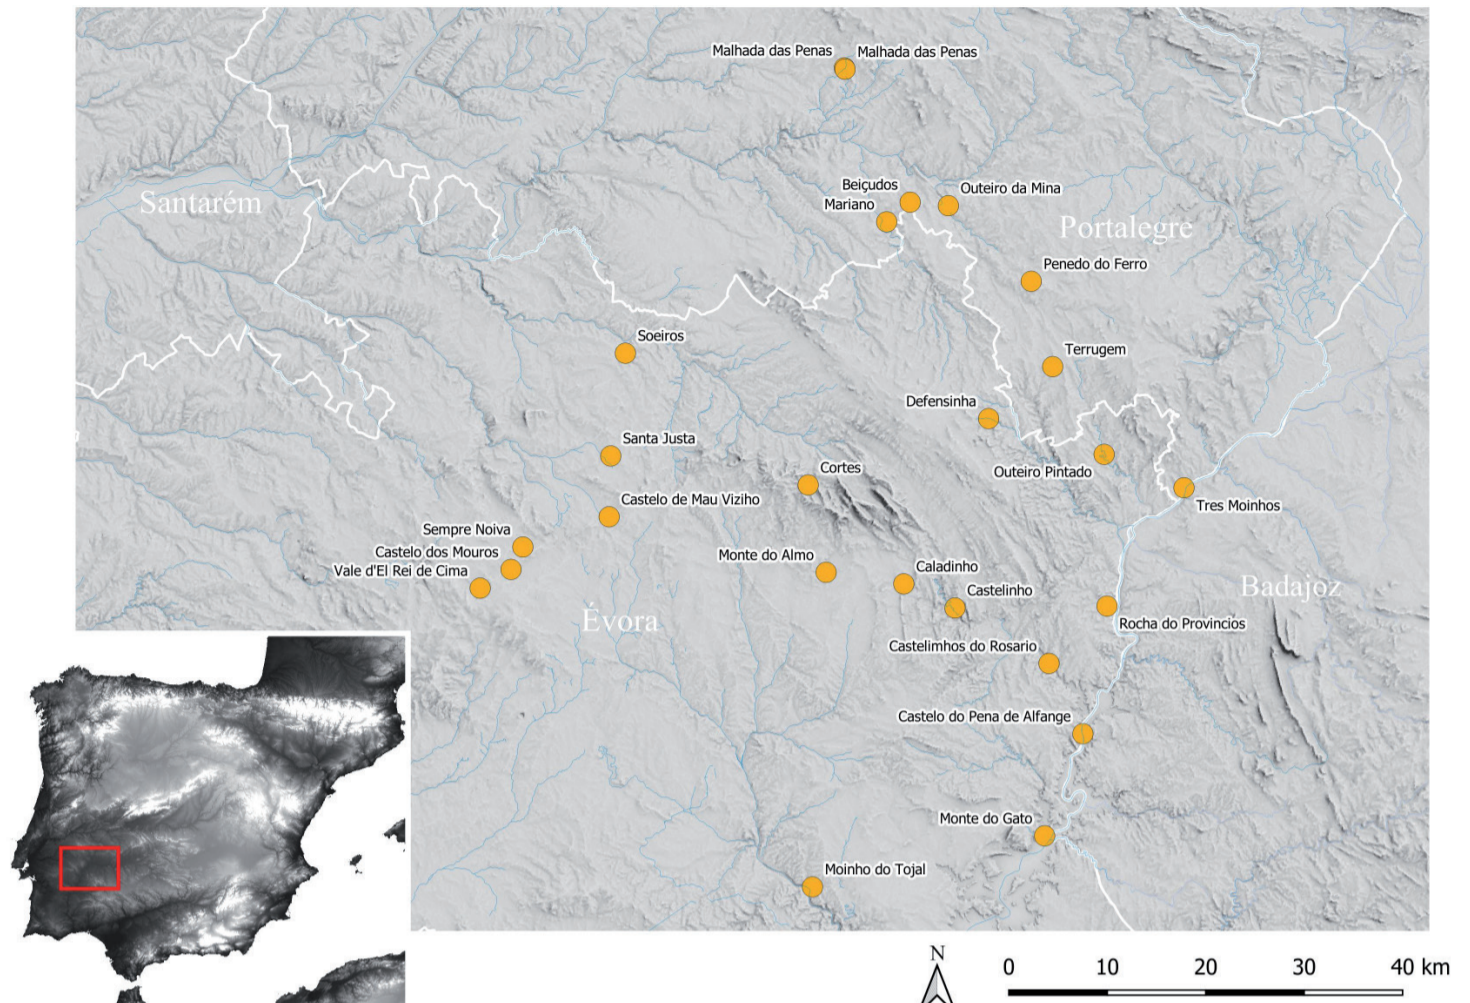 Malhada das Penas
Malhada das Penas
Santarém
Beiçudos
Outeiro da Mina
Mariano
Portalegre
Penedo do Ferro
Soeiros
Terrugem
Defensinha
Santa Justa
Cortes
Outeiro Pintado
Castelo de Mau Viziho
Tres Moinhos
Sempre Noiva
Castelo dos Mouros
Monte do Almo
Vale d'El Rei de Cima
Caladinho
Castelinho
Badajoz
Évora
Rocha do Provincios
Castelimhos do Rosario
Castelo do Pena de Alfange
Monte do Gato
Moinho do Tojal
N
0 10 20 30 40 km